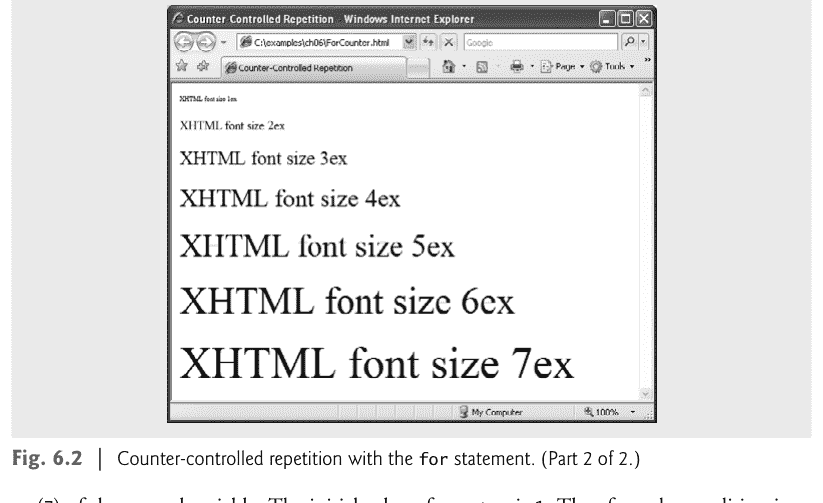 Counter Controlled Repetition Windows Internet Explorer
C:\examples\ch06\ForCounter.html
Google
Counter-Controlled Repetition
Page
Tools
XHTML font size 1ex
XHTML font size 2ex
XHTML font size 3ex
XHTML font size 4ex
XHTML font size 5ex
XHTML font size 6ex
XHTML font size 7ex
My Computer
100%
Fig. 6.2 | Counter-controlled repetition with the for statement. (Part 2 of 2.)